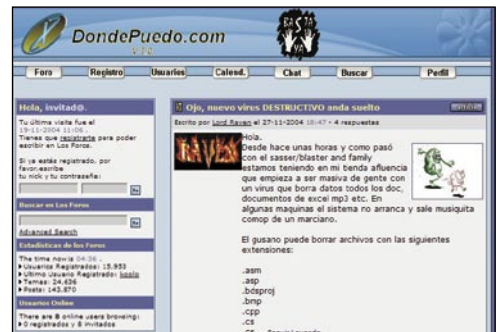 DondePuedo.com
BASTA
YA
Foro
Registro
Usuarios
Calend.
Chat
Buscar
Perfil
Hola, invitad@.
Tu última visita fue el
19-11-2004 11:06 .
Tienes que registrarte para poder
escribir en Los Foros.
Si ya estás registrado, por
favor,escribe
tu nick y tu contraseña:
Buscar en Los Foros
Advanced Search
Estadísticas de los Foros
The time now is 04:36 .
Usuarios Registrados: 15.953
Ultimo Usuario Registrado: koolo
Temas: 24,636
Posts: 143,870
Usuarios Online
There are 8 online users browsing:
0 registrados y 8 invitados
Ojo, nuevo virus DESTRUCTIVO anda suelto
Escrito por Lord Raven el 27-11-2004 18:47 • 4 respuestas
RAVEN
Hola.
Desde hace unas horas y como pasó
con el sasser/blaster and family
estamos teniendo en mi tienda afluencia
que empieza a ser masiva de gente con
un virus que borra datos todos los doc,
documentos de excel mp3 etc. En
algunas maquinas el sistema no arranca y sale musiquita
comop de un marciano.
El gusano puede borrar archivos con las siguientes
extensiones:
.asm
.asp
.bdsproj
.bmp
.cpp
.cs